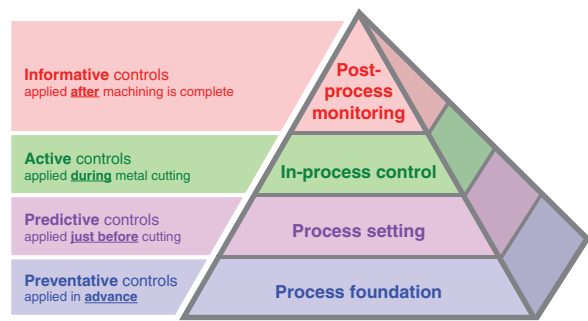 Informative controls
applied after machining is complete
Post-
process
monitoring
Active controls
applied during metal cutting
In-process control
Predictive controls
applied just before cutting
Process setting
Preventative controls
applied in advance
Process foundation